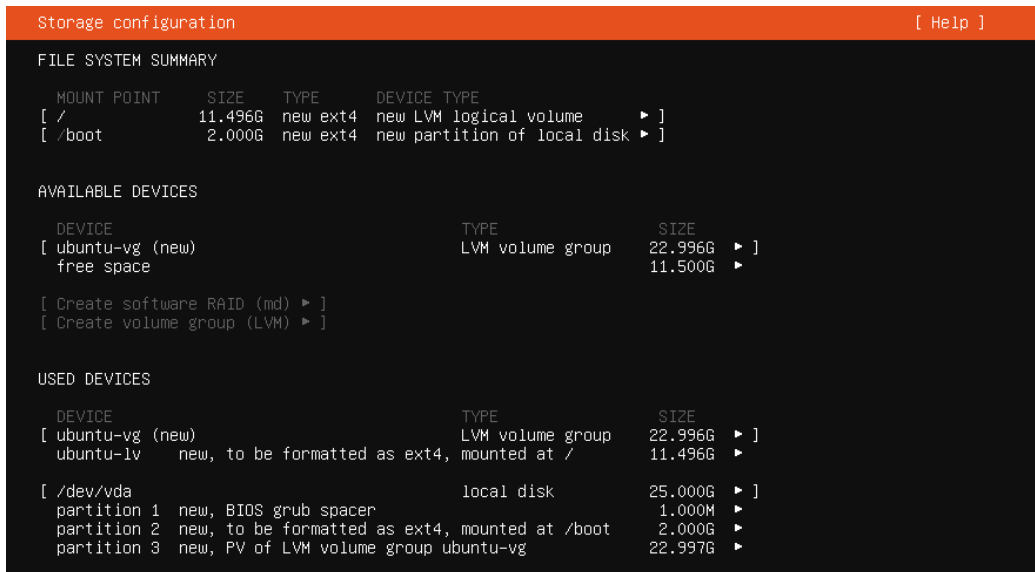 Storage configuration [ Help ]
FILE SYSTEM SUMMARY
MOUNT POINT SIZE TYPE DEVICE TYPE
[ / 11.496G new ext4 new LVM logical volume ▸ ]
[ /boot 2.000G new ext4 new partition of local disk ▸ ]
AVAILABLE DEVICES
DEVICE TYPE SIZE
[ ubuntu-vg (new) LVM volume group 22.996G ▸ ]
free space 11.500G ▸
[ Create software RAID (md) ▸ ]
[ Create volume group (LVM) ▸ ]
USED DEVICES
DEVICE TYPE SIZE
[ ubuntu-vg (new) LVM volume group 22.996G ▸ ]
ubuntu-lv new, to be formatted as ext4, mounted at / 11.496G ▸
[ /dev/vda local disk 25.000G ▸ ]
partition 1 new, BIOS grub spacer 1.000M ▸
partition 2 new, to be formatted as ext4, mounted at /boot 2.000G ▸
partition 3 new, PV of LVM volume group ubuntu-vg 22.997G ▸